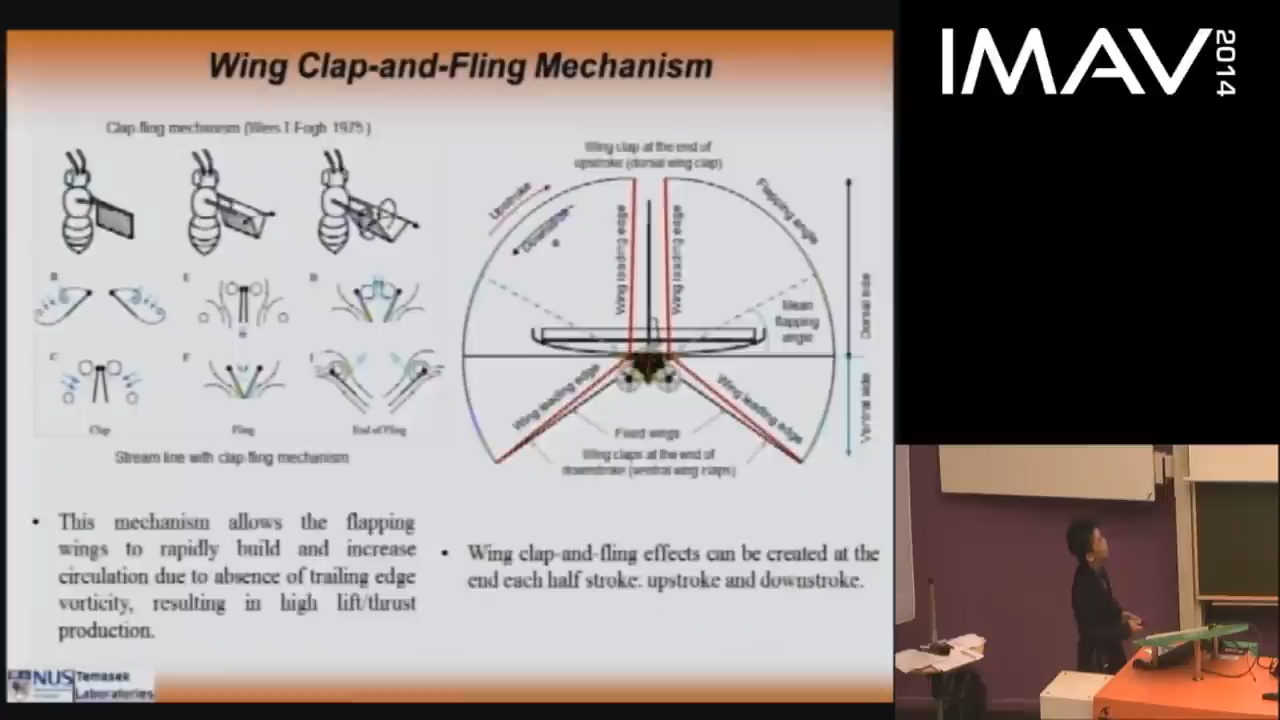 Wing Clap-and-Fling Mechanism
IMAV 2014
Clap fling mechanism (Weis T Fogh 1975)
B
E
C
F
Clap
Fling
End of Fling
Stream line with clap fling mechanism
Wing clap at the end of
upstroke (dorsal wing clap)
Upstroke
Downstroke
Wing leading edge
Wing leading edge
Flapping angle
Mean
flapping
angle
Dorsal side
Ventral side
Wing leading edge
Wing leading edge
Fixed wings
Wing claps at the end of
downstroke (ventral wing claps)
• This mechanism allows the flapping
wings to rapidly build and increase
circulation due to absence of trailing edge
vorticity, resulting in high lift/thrust
production.
• Wing clap-and-fling effects can be created at the
end each half stroke: upstroke and downstroke.
NUS
Temasek
Laboratories